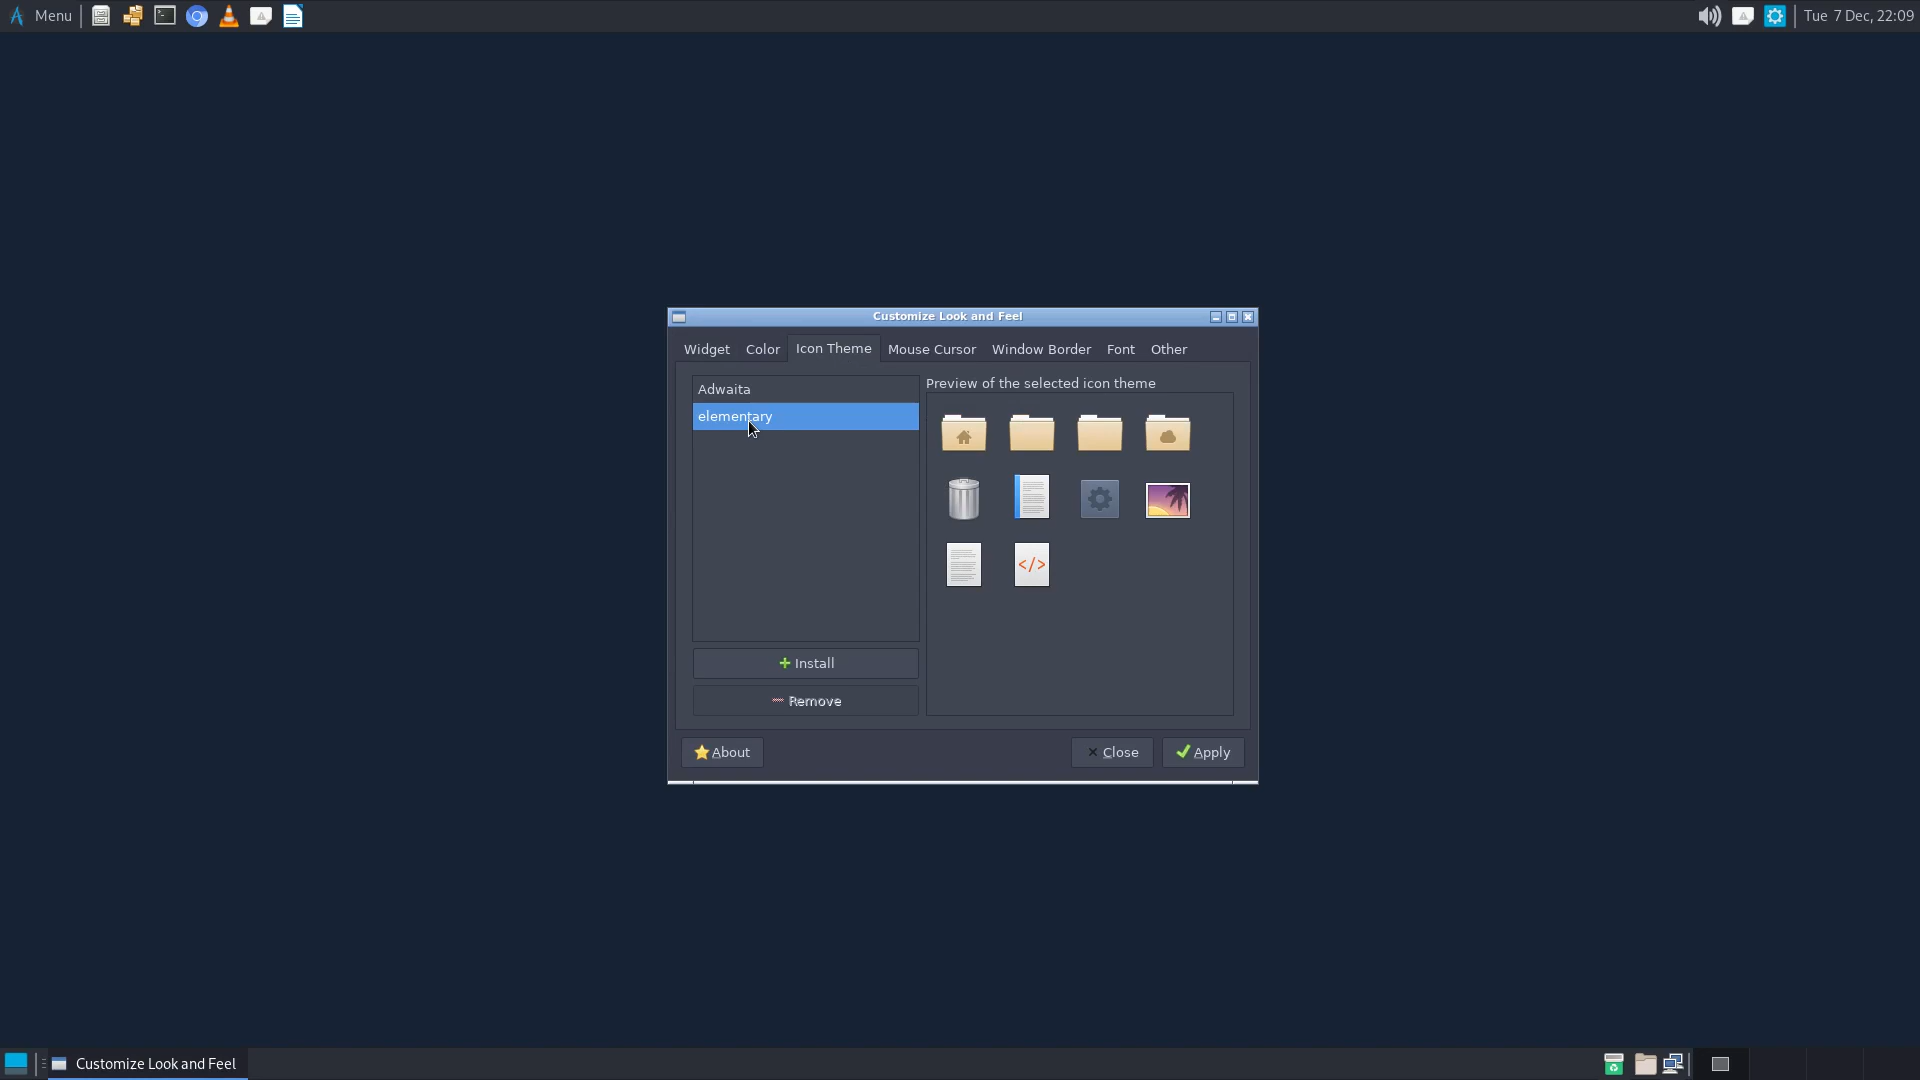 Menu
Tue 7 Dec, 22:09
Customize Look and Feel
Widget Color Icon Theme Mouse Cursor Window Border Font Other
Adwaita
elementary
Preview of the selected icon theme
</>
Install
Remove
About
Close
Apply
Customize Look and Feel